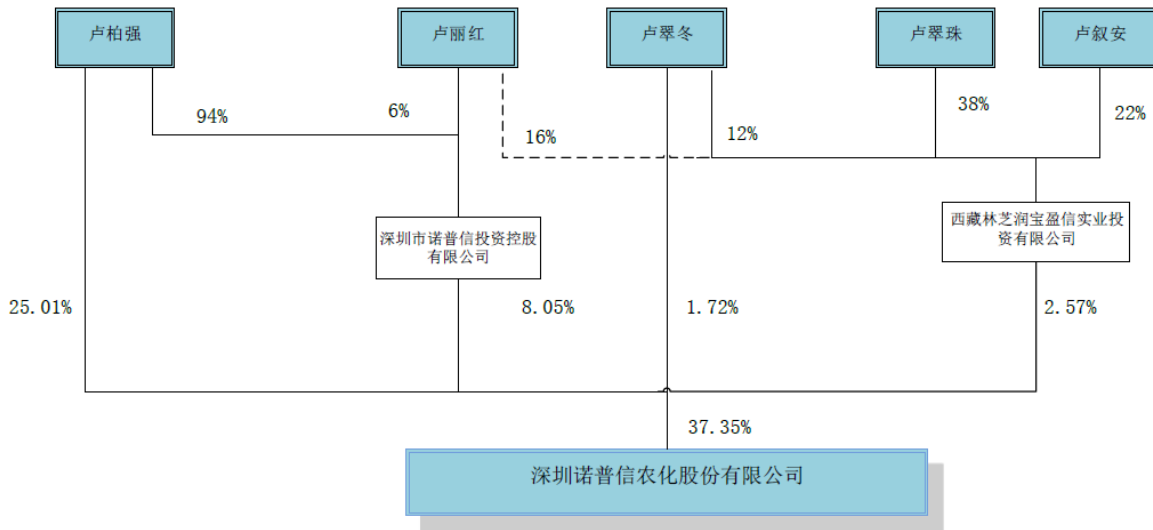 卢柏强
卢丽红
卢翠冬
卢翠珠
卢叙安
94%
6%
16%
12%
38%
22%
深圳市诺普信投资控股
有限公司
西藏林芝润宝盈信实业投
资有限公司
25.01%
8.05%
1.72%
2.57%
37.35%
深圳诺普信农化股份有限公司